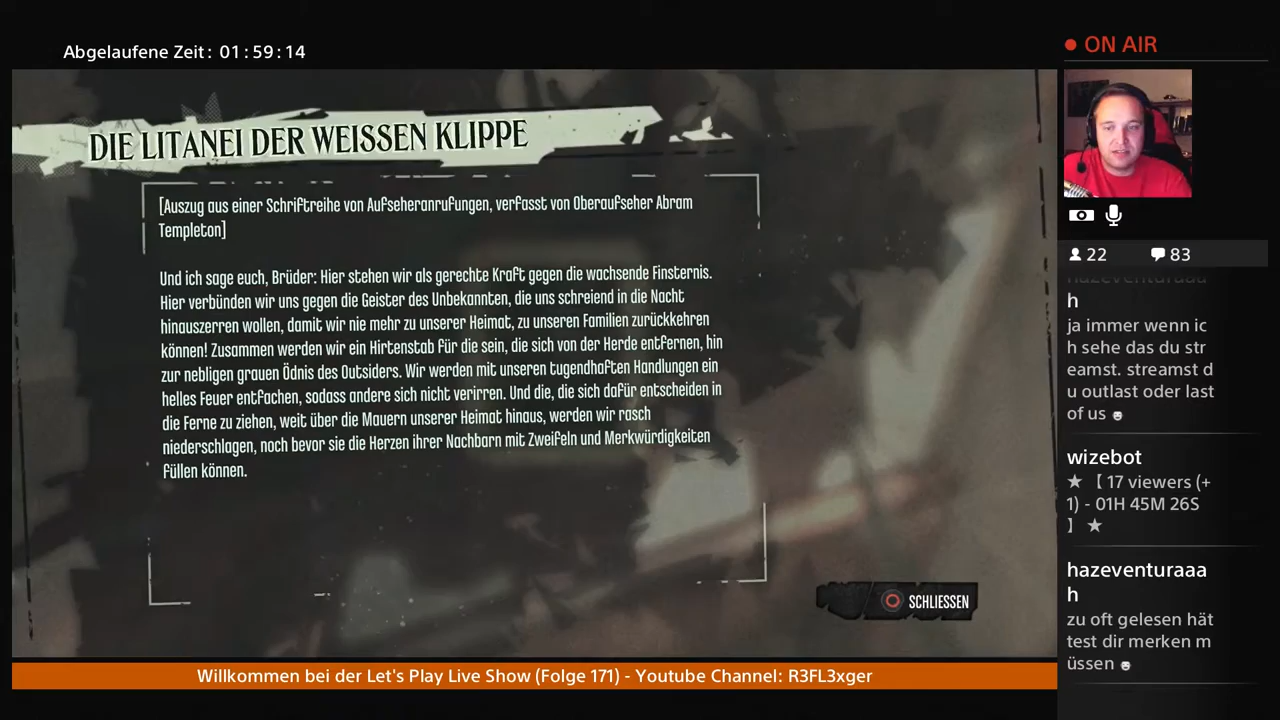 Abgelaufene Zeit: 01:59:14
ON AIR
DIE LITANEI DER WEISSEN KLIPPE
[Auszug aus einer Schriftreihe von Aufseheranrufungen, verfasst von Oberaufseher Abram
Templeton]
Und ich sage euch, Brüder: Hier stehen wir als gerechte Kraft gegen die wachsende Finsternis.
Hier verbünden wir uns gegen die Geister des Unbekannten, die uns schreiend in die Nacht
hinauszerren wollen, damit wir nie mehr zu unserer Heimat, zu unseren Familien zurückkehren
können! Zusammen werden wir ein Hirtenstab für die sein, die sich von der Herde entfernen, hin
zur nebligen grauen Ödnis des Outsiders. Wir werden mit unseren tugendhaften Handlungen ein
helles Feuer entfachen, sodass andere sich nicht verirren. Und die, die sich dafür entscheiden in
die Ferne zu ziehen, weit über die Mauern unserer Heimat hinaus, werden wir rasch
niederschlagen, noch bevor sie die Herzen ihrer Nachbarn mit Zweifeln und Merkwürdigkeiten
füllen können.
SCHLIESSEN
22 83
hazeventuraaa
h
ja immer wenn ic
h sehe das du str
eamst. streamst d
u outlast oder last
of us
wizebot
★ 【 17 viewers (+
1) - 01H 45M 26S
】 ★
hazeventuraaa
h
zu oft gelesen hät
test dir merken m
üssen
Willkommen bei der Let's Play Live Show (Folge 171) - Youtube Channel: R3FL3xger